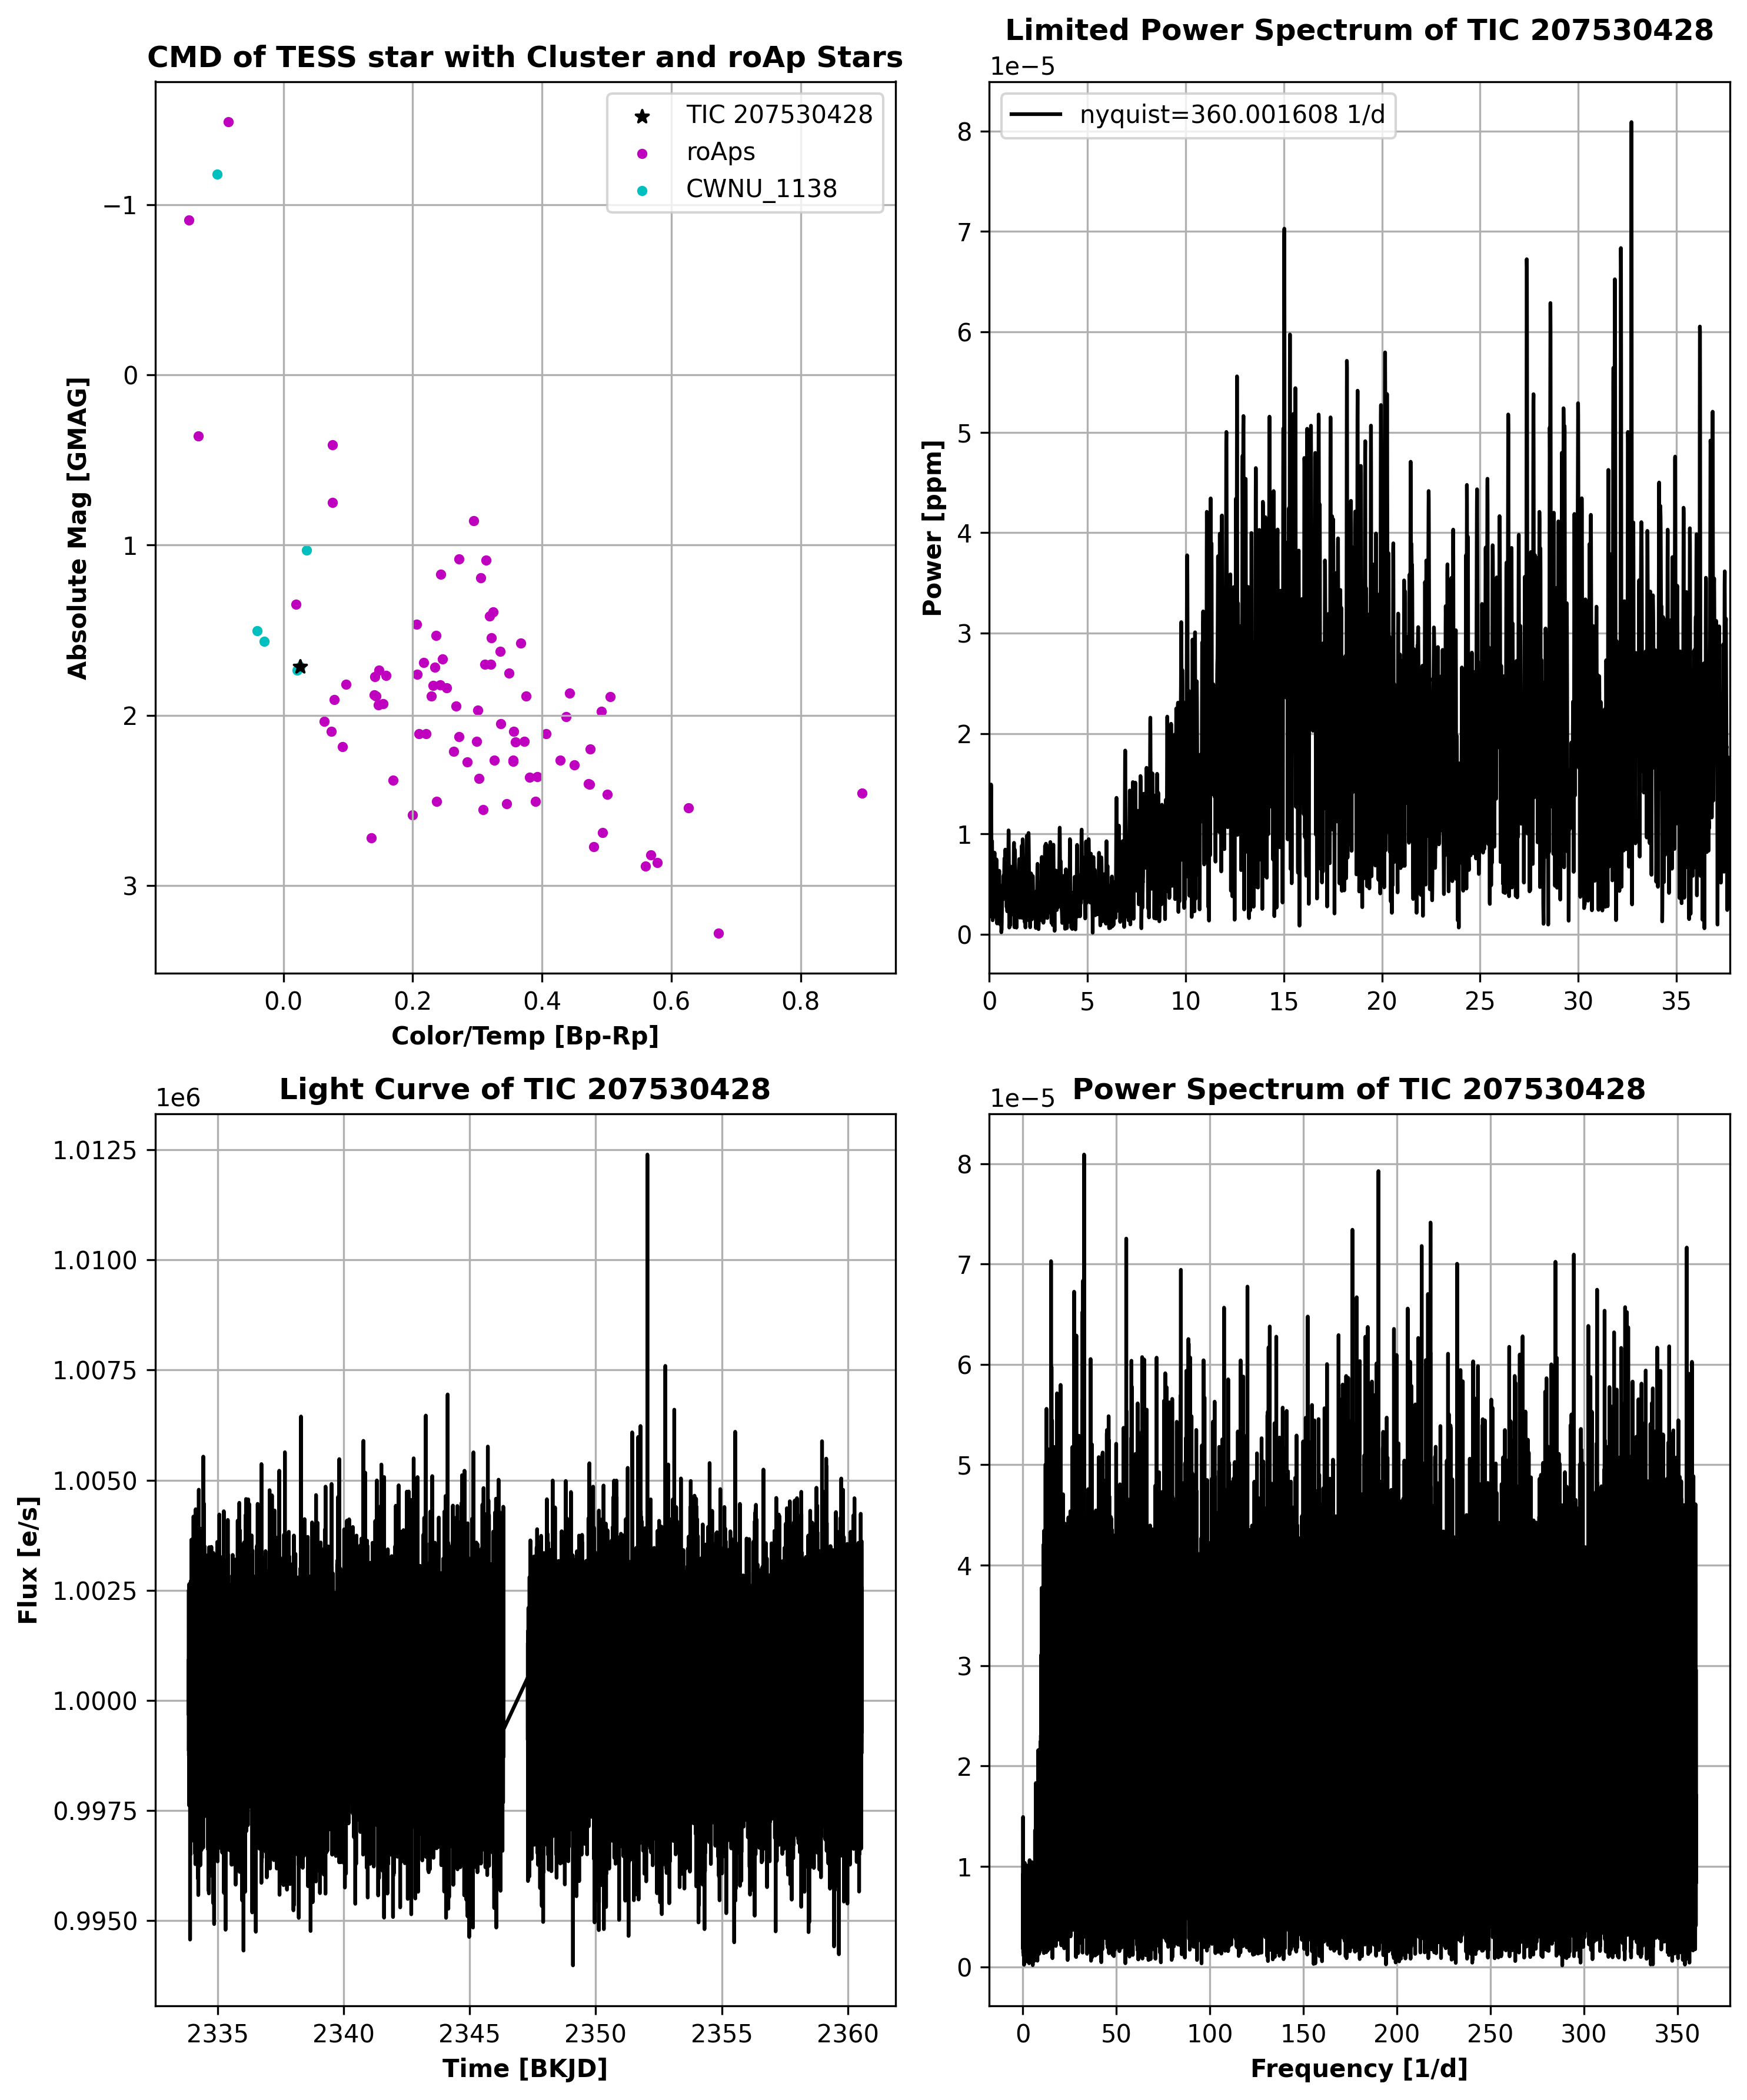 CMD of TESS star with Cluster and roAp Stars
TIC 207530428
roAps
CWNU_1138
Absolute Mag [GMAG]
−1
0
1
2
3
0.0 0.2 0.4 0.6 0.8
Color/Temp [Bp-Rp]
Limited Power Spectrum of TIC 207530428
1e−5
nyquist=360.001608 1/d
Power [ppm]
8
7
6
5
4
3
2
1
0
0 5 10 15 20 25 30 35
Light Curve of TIC 207530428
1e6
Flux [e/s]
1.0125
1.0100
1.0075
1.0050
1.0025
1.0000
0.9975
0.9950
2335 2340 2345 2350 2355 2360
Time [BKJD]
Power Spectrum of TIC 207530428
1e−5
8
7
6
5
4
3
2
1
0
0 50 100 150 200 250 300 350
Frequency [1/d]